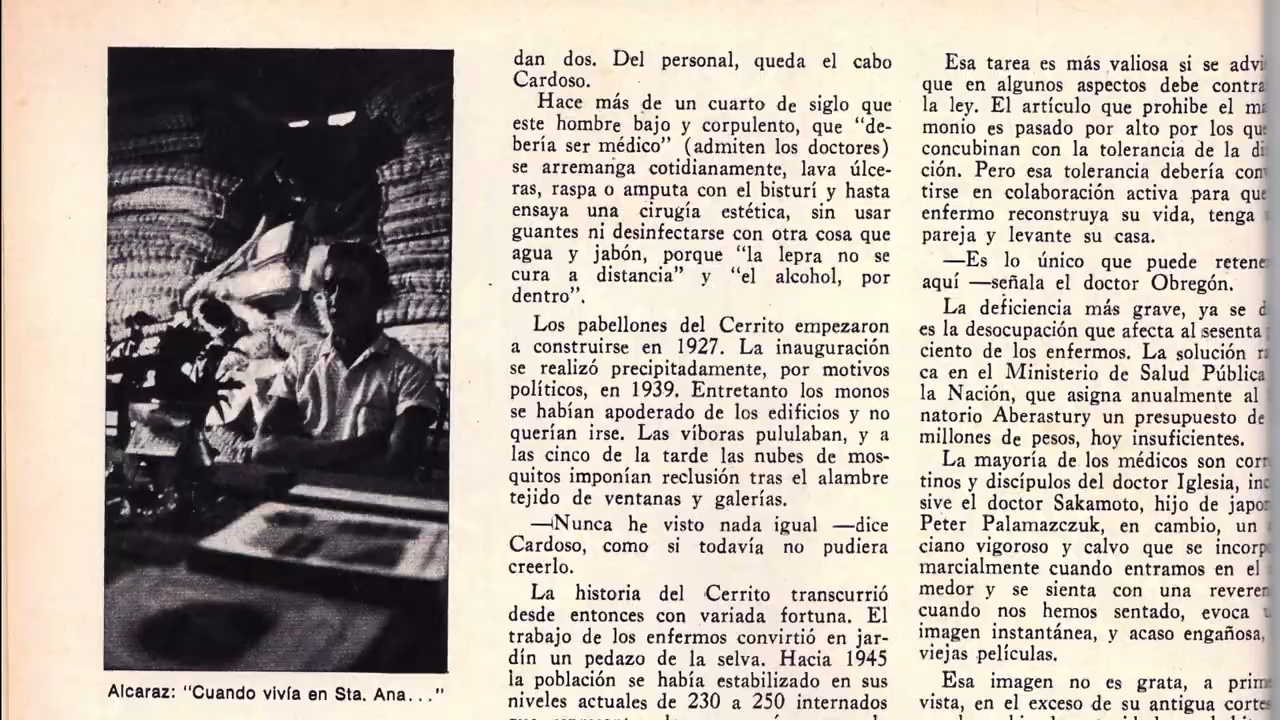 dan dos. Del personal, queda el cabo
Cardoso.
Hace más de un cuarto de siglo que
este hombre bajo y corpulento, que “de-
bería ser médico” (admiten los doctores)
se arremanga cotidianamente, lava úlce-
ras, raspa o amputa con el bisturí y hasta
ensaya una cirugía estética, sin usar
guantes ni desinfectarse con otra cosa que
agua y jabón, porque “la lepra no se
cura a distancia” y “el alcohol, por
dentro”.
Los pabellones del Cerrito empezaron
a construirse en 1927. La inauguración
se realizó precipitadamente, por motivos
políticos, en 1939. Entretanto los monos
se habían apoderado de los edificios y no
querían irse. Las víboras pululaban, y a
las cinco de la tarde las nubes de mos-
quitos imponían reclusión tras el alambre
tejido de ventanas y galerías.
—Nunca he visto nada igual —dice
Cardoso, como si todavía no pudiera
creerlo.
La historia del Cerrito transcurrió
desde entonces con variada fortuna. El
trabajo de los enfermos convirtió en jar-
dín un pedazo de la selva. Hacia 1945
la población se había estabilizado en sus
niveles actuales de 230 a 250 internados
Esa tarea es más valiosa si se advi
que en algunos aspectos debe contra
la ley. El artículo que prohibe el ma
monio es pasado por alto por los que
concubinan con la tolerancia de la di
ción. Pero esa tolerancia debería con
tirse en colaboración activa para que
enfermo reconstruya su vida, tenga
pareja y levante su casa.
—Es lo único que puede retene
aquí —señala el doctor Obregón.
La deficiencia más grave, ya se d
es la desocupación que afecta al sesenta
ciento de los enfermos. La solución ra
ca en el Ministerio de Salud Pública
la Nación, que asigna anualmente al
natorio Aberastury un presupuesto de
millones de pesos, hoy insuficientes.
La mayoría de los médicos son corr
tinos y discípulos del doctor Iglesia, inc
sive el doctor Sakamoto, hijo de japon
Peter Palamazczuk, en cambio, un
ciano vigoroso y calvo que se incorp
marcialmente cuando entramos en el
medor y se sienta con una reveren
cuando nos hemos sentado, evoca
imagen instantánea, y acaso engañosa,
viejas películas.
Esa imagen no es grata, a prime
vista, en el exceso de su antigua cortes
Alcaraz: “Cuando vivía en Sta. Ana...”